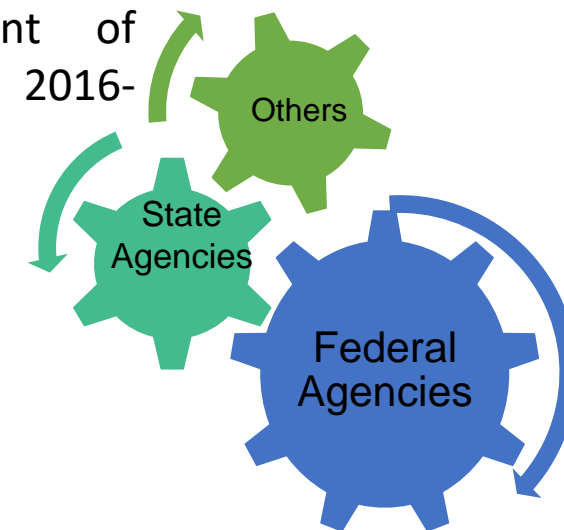 nt of
2016-
Others
State
Agencies
Federal
Agencies